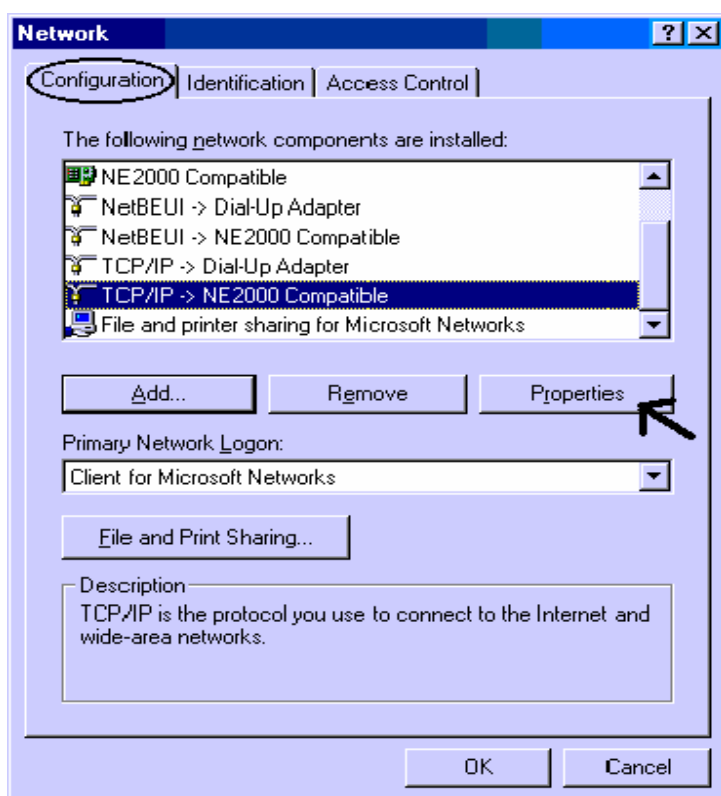 Network
Configuration Identification Access Control
The following network components are installed:
NE2000 Compatible
NetBEUI -> Dial-Up Adapter
NetBEUI -> NE2000 Compatible
TCP/IP -> Dial-Up Adapter
TCP/IP -> NE2000 Compatible
File and printer sharing for Microsoft Networks
Add... Remove Properties
Primary Network Logon:
Client for Microsoft Networks
File and Print Sharing...
Description
TCP/IP is the protocol you use to connect to the Internet and
wide-area networks.
OK Cancel